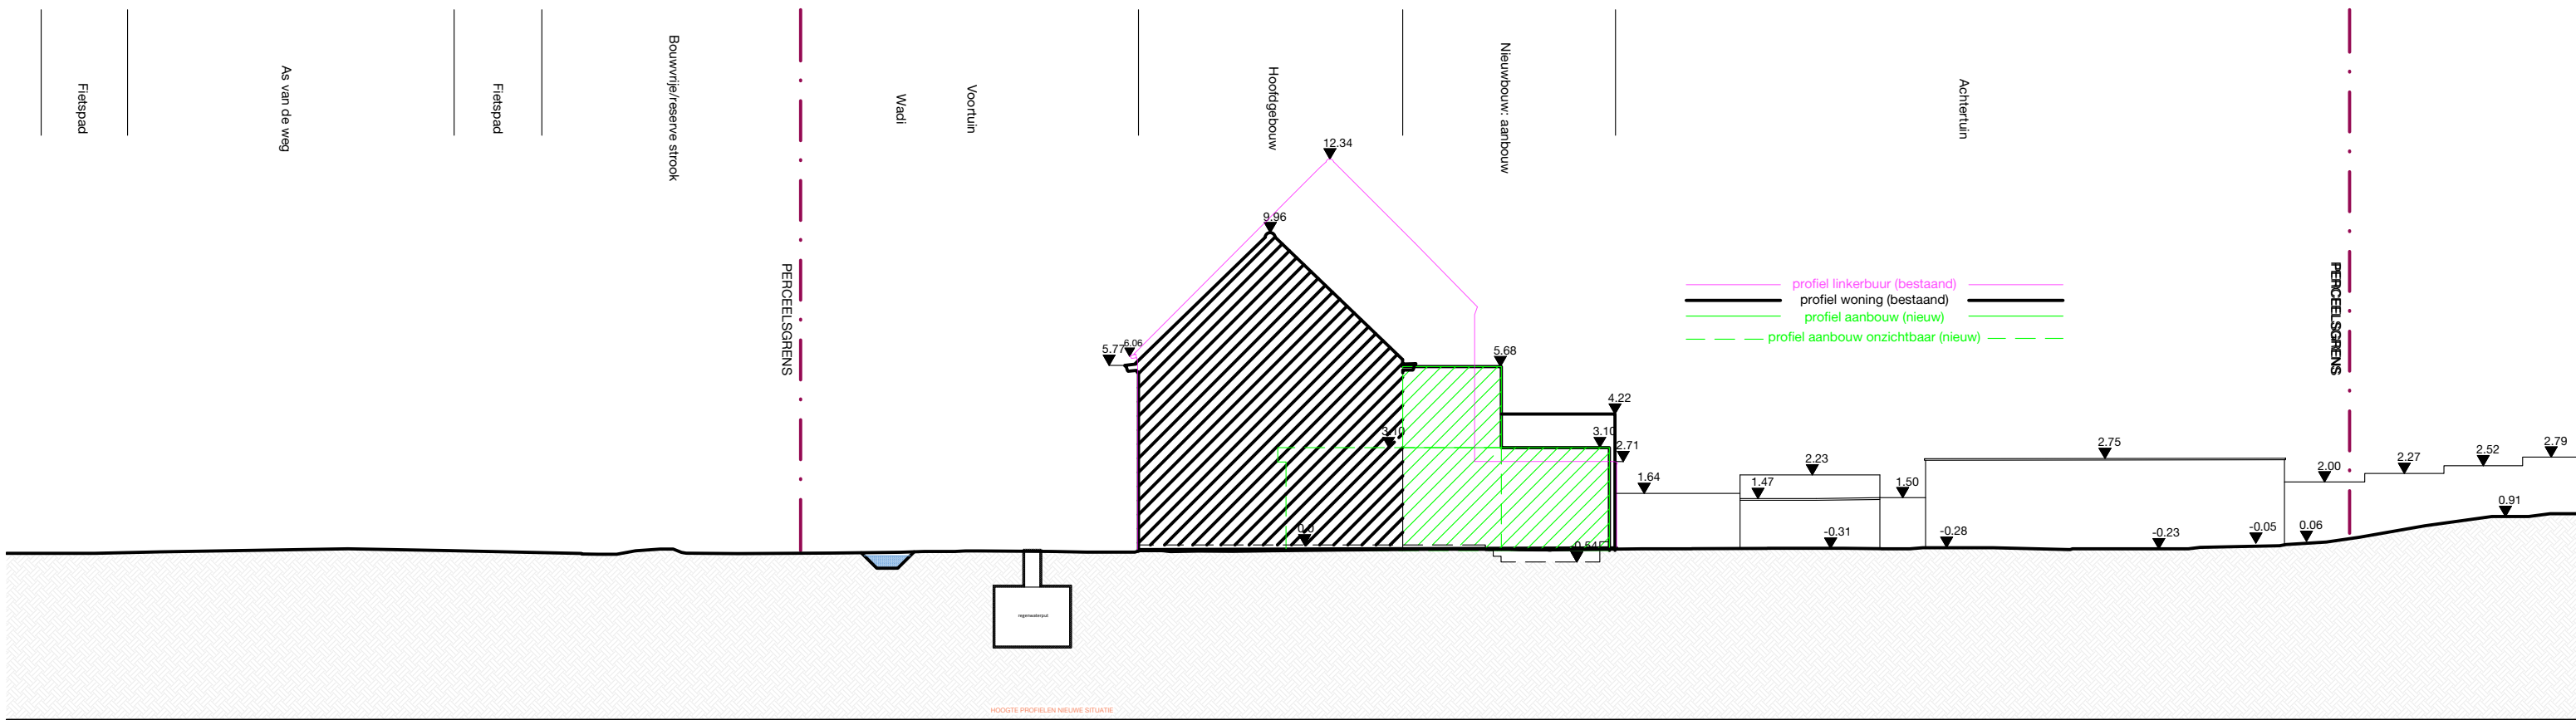 Fietspad
As van de weg
Fietspad
Bouwvrije/reserve strook
Wadi
Voortuin
Hoofdgebouw
Nieuwbouw: aanbouw
Achtertuin
12.34
9.96
PERCEELSGRENS
PERCEELSGRENS
profiel linkerbuur (bestaand)
profiel woning (bestaand)
profiel aanbouw (nieuw)
profiel aanbouw onzichtbaar (nieuw)
5.77
6.06
5.68
4.22
3.10
3.10
2.71
2.75
2.79
2.52
2.27
2.00
2.23
1.64
1.47
1.50
0.91
0.0
-0.54
-0.31
-0.28
-0.23
-0.05
0.06
regenwaterput
HOOGTE PROFIELEN NIEUWE SITUATIE